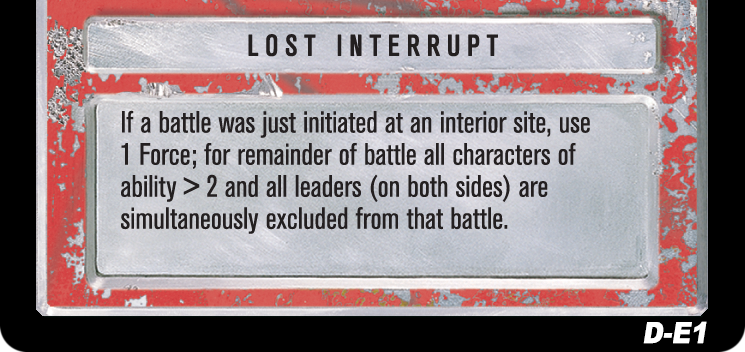 LOST INTERRUPT
If a battle was just initiated at an interior site, use
1 Force; for remainder of battle all characters of
ability > 2 and all leaders (on both sides) are
simultaneously excluded from that battle.
D-E1